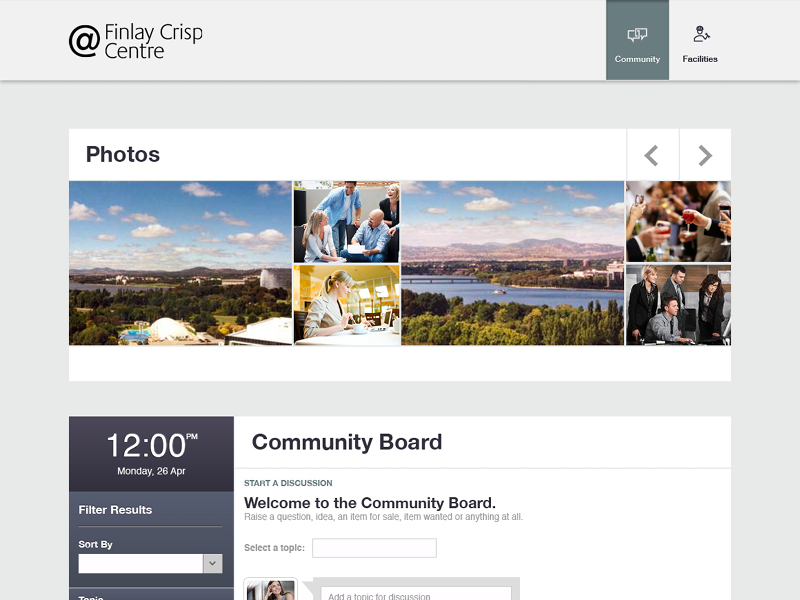 @ Finlay Crisp
Centre
Community
Facilities
Photos
12:00 PM
Monday, 26 Apr
Filter Results
Sort By
Topic
Community Board
START A DISCUSSION
Welcome to the Community Board.
Raise a question, idea, an item for sale, item wanted or anything at all.
Select a topic:
Add a topic for discussion